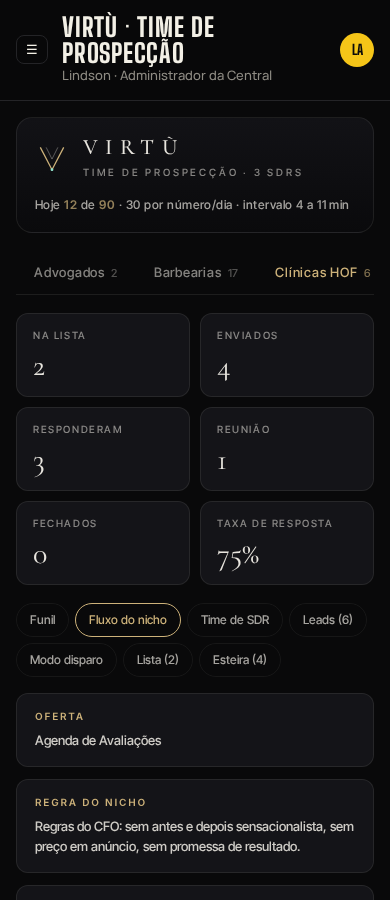 ☰
VIRTÙ · TIME DE
PROSPECÇÃO
Lindson · Administrador da Central
LA
VIRTÙ
TIME DE PROSPECÇÃO · 3 SDRS
Hoje 12 de 90 · 30 por número/dia · intervalo 4 a 11 min
Advogados 2 Barbearias 17 Clínicas HOF 6
NA LISTA
2
ENVIADOS
4
RESPONDERAM
3
REUNIÃO
1
FECHADOS
0
TAXA DE RESPOSTA
75%
Funil Fluxo do nicho Time de SDR Leads (6)
Modo disparo Lista (2) Esteira (4)
OFERTA
Agenda de Avaliações
REGRA DO NICHO
Regras do CFO: sem antes e depois sensacionalista, sem
preço em anúncio, sem promessa de resultado.